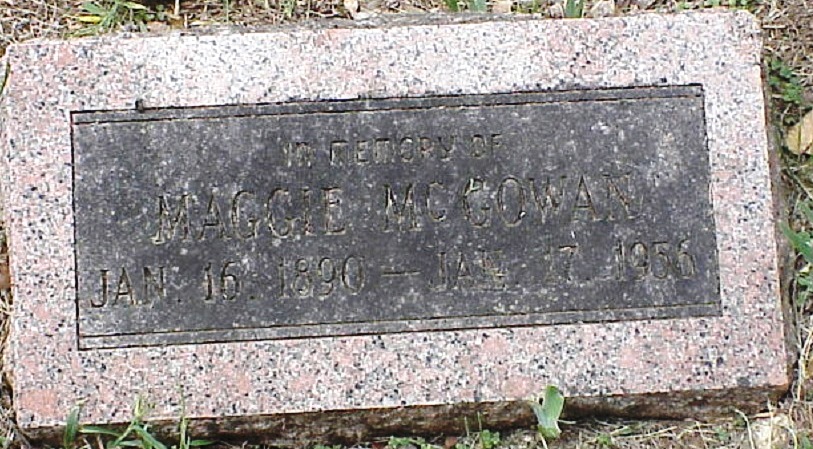 IN MEMORY OF
MAGGIE MCGOWAN
JAN. 16. 1890 — JAN. 17. 1956